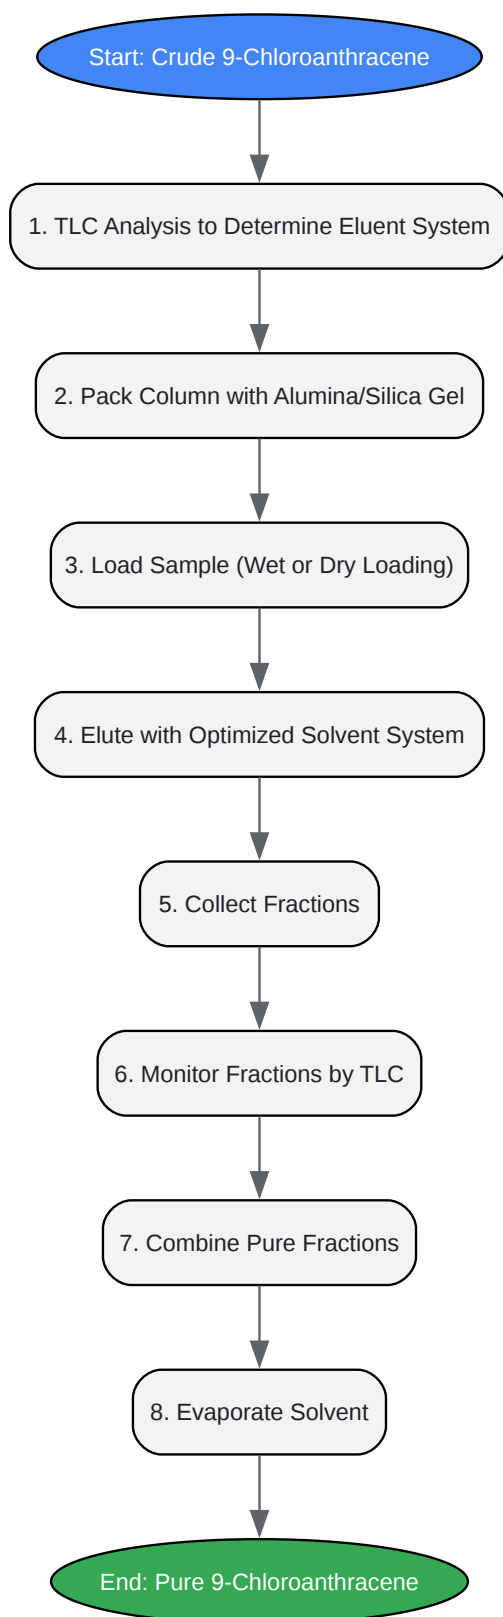 Start: Crude 9-Chloroanthracene
1. TLC Analysis to Determine Eluent System
2. Pack Column with Alumina/Silica Gel
3. Load Sample (Wet or Dry Loading)
4. Elute with Optimized Solvent System
5. Collect Fractions
6. Monitor Fractions by TLC
7. Combine Pure Fractions
8. Evaporate Solvent
End: Pure 9-Chloroanthracene